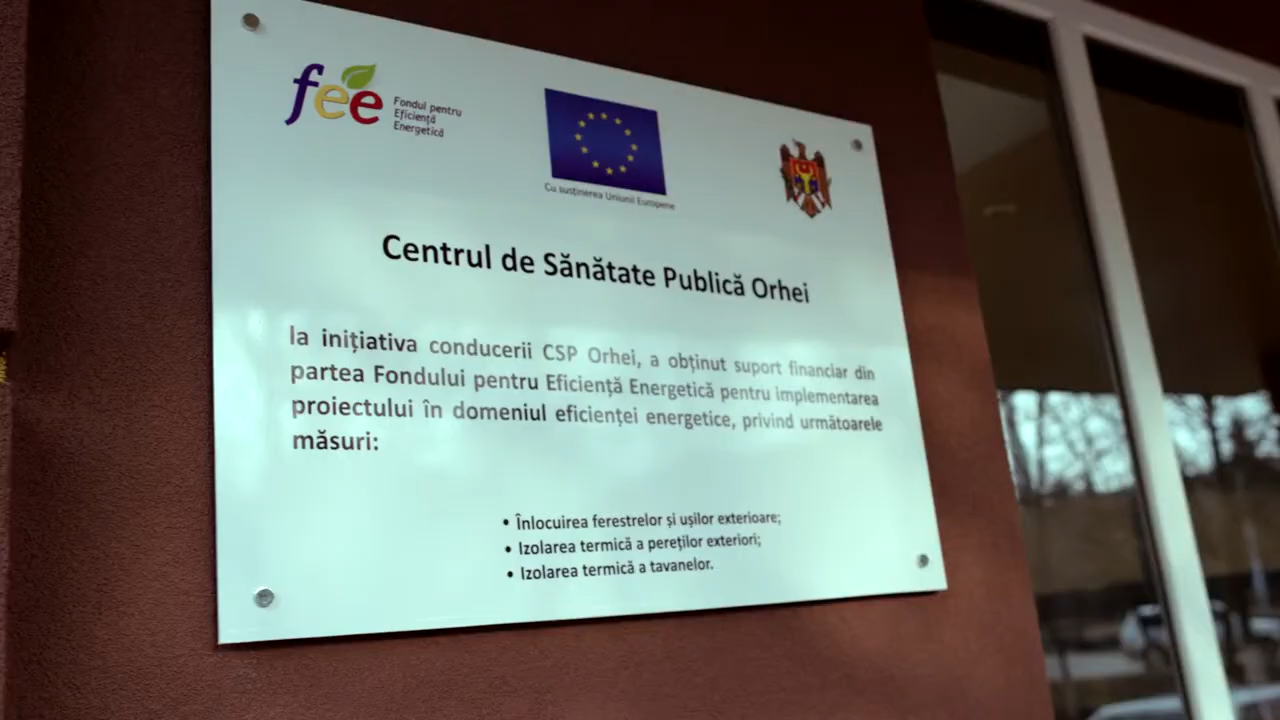 fee
Fondul pentru
Eficiență
Energetică
Cu susținerea Uniunii Europene
Centrul de Sănătate Publică Orhei
la inițiativa conducerii CSP Orhei, a obținut suport financiar din
partea Fondului pentru Eficiență Energetică pentru implementarea
proiectului în domeniul eficienței energetice, privind următoarele
măsuri:
• Înlocuirea ferestrelor și ușilor exterioare;
• Izolarea termică a pereților exteriori;
• Izolarea termică a tavanelor.